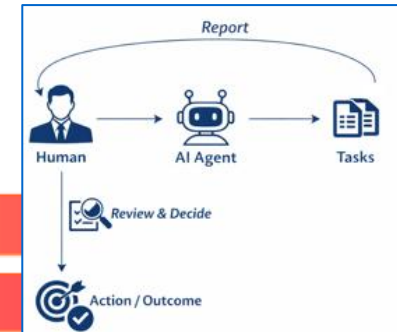 Report
Human
AI Agent
Tasks
Review & Decide
Action / Outcome